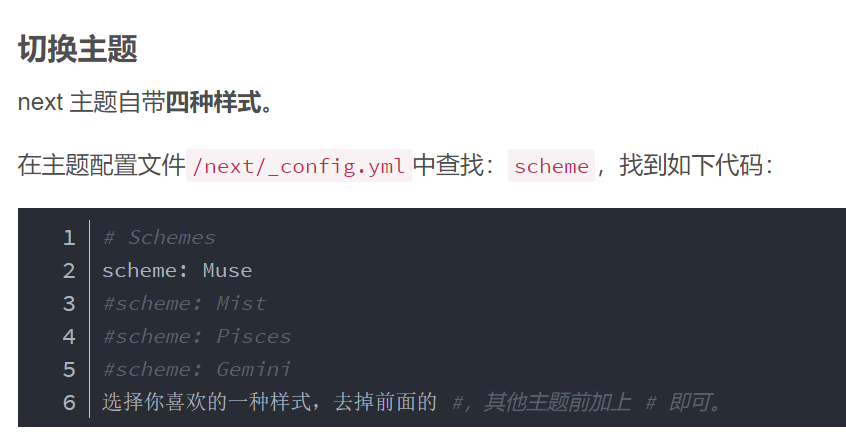 切换主题
next 主题自带四种样式。
在主题配置文件/next/_config.yml中查找：scheme，找到如下代码：
1 # Schemes
2 scheme: Muse
3 #scheme: Mist
4 #scheme: Pisces
5 #scheme: Gemini
6 选择你喜欢的一种样式，去掉前面的 #，其他主题前加上 # 即可。